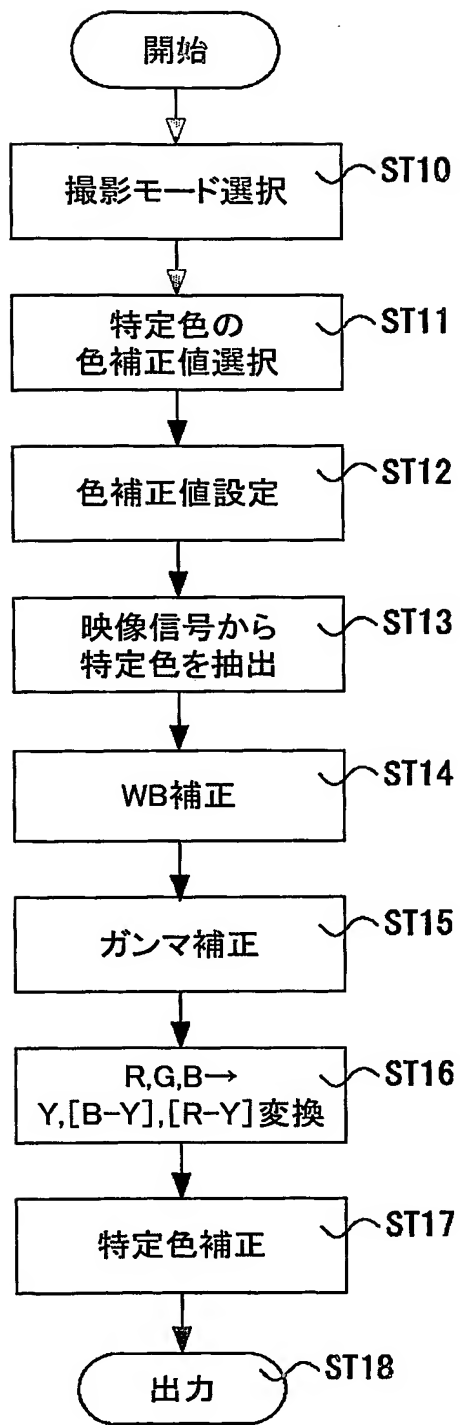 開始
撮影モード選択
ST10
特定色の
色補正値選択
ST11
色補正値設定
ST12
映像信号から
特定色を抽出
ST13
WB補正
ST14
ガンマ補正
ST15
R,G,B→
Y,[B-Y],[R-Y]変換
ST16
特定色補正
ST17
出力
ST18